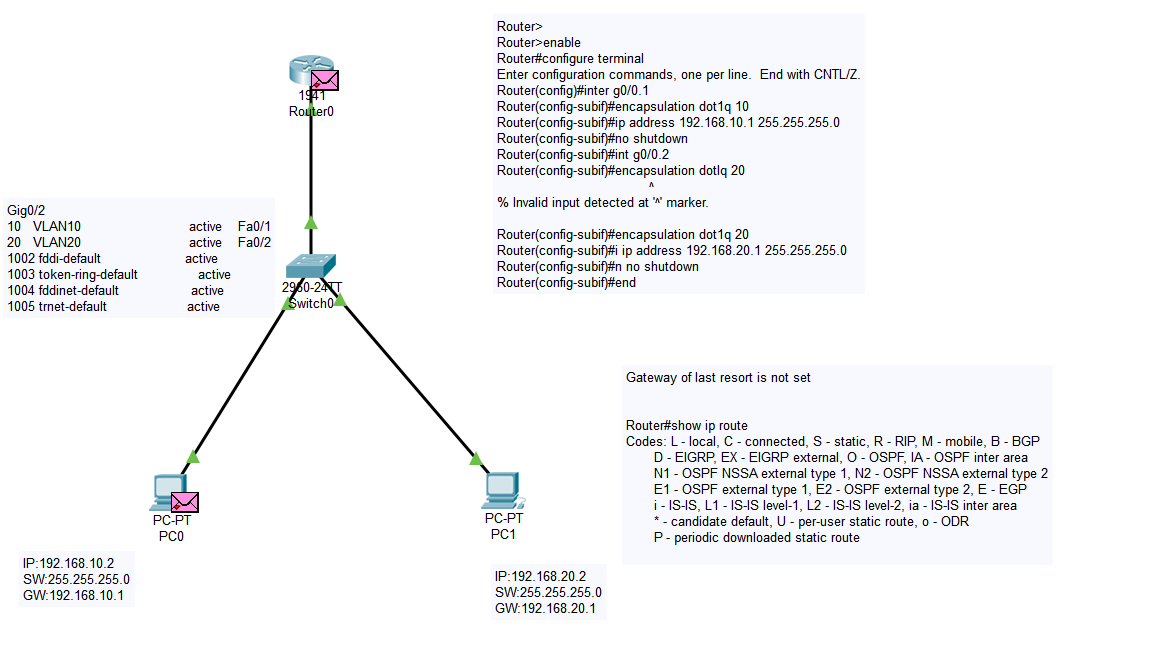 Router>
Router>enable
Router#configure terminal
Enter configuration commands, one per line.  End with CNTL/Z.
Router(config)#inter g0/0.1
Router(config-subif)#encapsulation dot1q 10
Router(config-subif)#ip address 192.168.10.1 255.255.255.0
Router(config-subif)#no shutdown
Router(config-subif)#int g0/0.2
Router(config-subif)#encapsulation dotlq 20
^
% Invalid input detected at '^' marker.
Router(config-subif)#encapsulation dot1q 20
Router(config-subif)#i ip address 192.168.20.1 255.255.255.0
Router(config-subif)#n no shutdown
Router(config-subif)#end
1941
Router0
Gig0/2
10 VLAN10 active Fa0/1
20 VLAN20 active Fa0/2
1002 fddi-default active
1003 token-ring-default active
1004 fddinet-default active
1005 trnet-default active
2950-24TT
Switch0
Gateway of last resort is not set
Router#show ip route
Codes: L - local, C - connected, S - static, R - RIP, M - mobile, B - BGP
D - EIGRP, EX - EIGRP external, O - OSPF, IA - OSPF inter area
N1 - OSPF NSSA external type 1, N2 - OSPF NSSA external type 2
E1 - OSPF external type 1, E2 - OSPF external type 2, E - EGP
i - IS-IS, L1 - IS-IS level-1, L2 - IS-IS level-2, ia - IS-IS inter area
* - candidate default, U - per-user static route, o - ODR
P - periodic downloaded static route
PC-PT
PC0
PC-PT
PC1
IP:192.168.10.2
SW:255.255.255.0
GW:192.168.10.1
IP:192.168.20.2
SW:255.255.255.0
GW:192.168.20.1